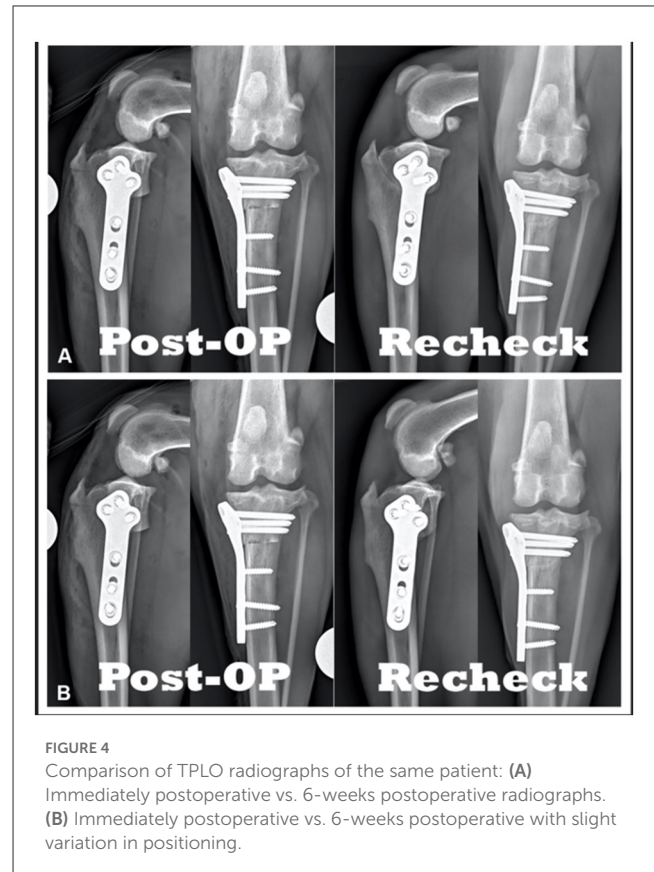 Post-OP Recheck
A
Post-OP Recheck
B
FIGURE 4
Comparison of TPLO radiographs of the same patient: (A)
Immediately postoperative vs. 6-weeks postoperative radiographs.
(B) Immediately postoperative vs. 6-weeks postoperative with slight
variation in positioning.